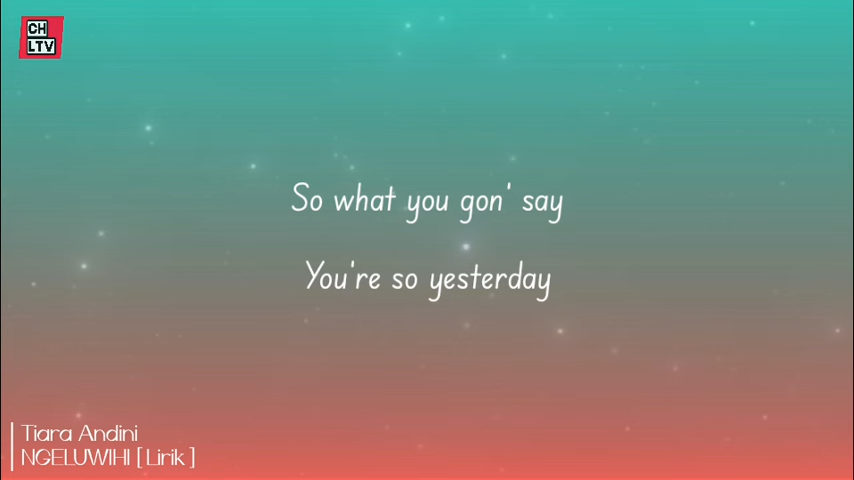 CH
LTV
So what you gon' say
You're so yesterday
Tiara Andini
NGELUWIHI [ Lirik ]